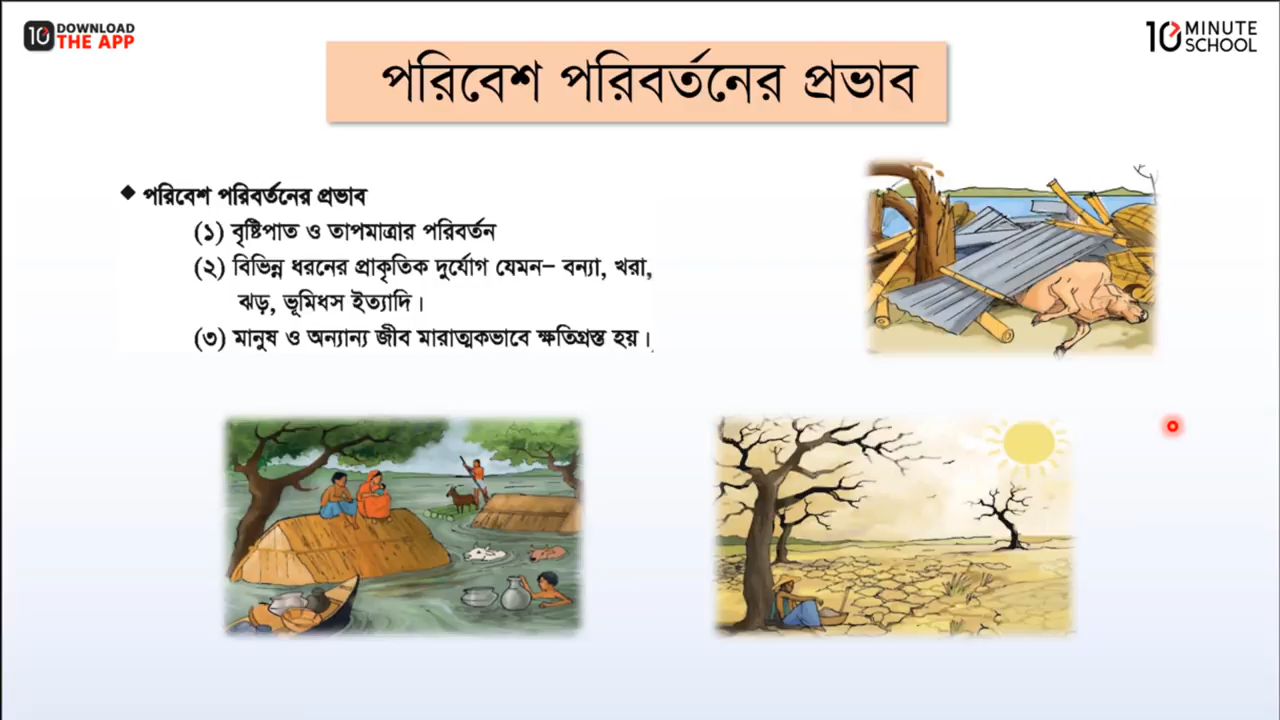 DOWNLOAD
THE APP
10 MINUTE
SCHOOL
পরিবেশ পরিবর্তনের প্রভাব
◆ পরিবেশ পরিবর্তনের প্রভাব
(১) বৃষ্টিপাত ও তাপমাত্রার পরিবর্তন
(২) বিভিন্ন ধরনের প্রাকৃতিক দুর্যোগ যেমন– বন্যা, খরা,
ঝড়, ভূমিধস ইত্যাদি।
(৩) মানুষ ও অন্যান্য জীব মারাত্মকভাবে ক্ষতিগ্রস্ত হয়।